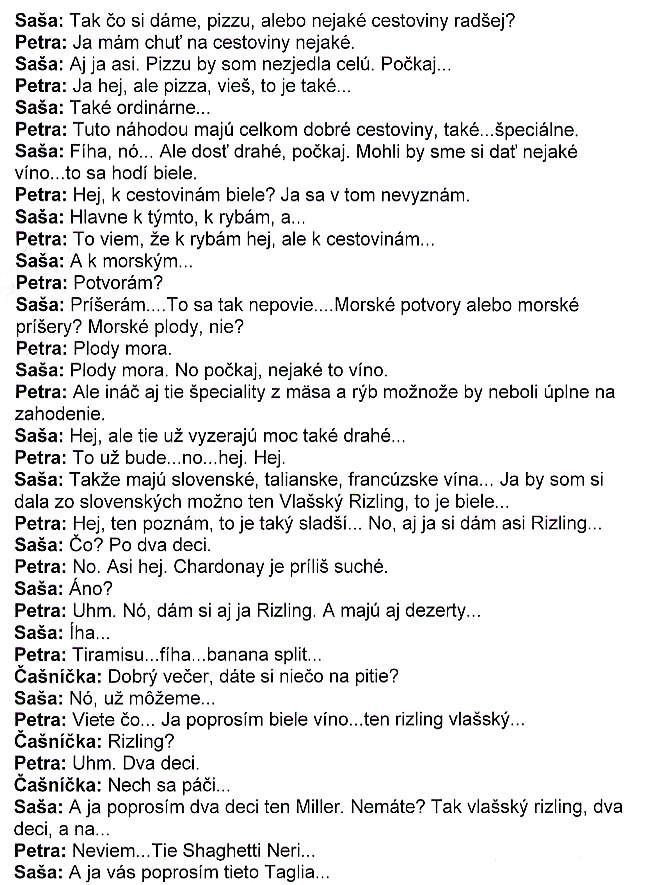 Saša: Tak čo si dáme, pizzu, alebo nejaké cestoviny radšej?
Petra: Ja mám chuť na cestoviny nejaké.
Saša: Aj ja asi. Pizzu by som nezjedla celú. Počkaj...
Petra: Ja hej, ale pizza, vieš, to je také...
Saša: Také ordinárne...
Petra: Tuto náhodou majú celkom dobré cestoviny, také...špeciálne.
Saša: Fíha, nó... Ale dosť drahé, počkaj. Mohli by sme si dať nejaké
víno...to sa hodí biele.
Petra: Hej, k cestovinám biele? Ja sa v tom nevyznám.
Saša: Hlavne k týmto, k rybám, a...
Petra: To viem, že k rybám hej, ale k cestovinám...
Saša: A k morským...
Petra: Potvorám?
Saša: Príšerám....To sa tak nepovie....Morské potvory alebo morské
príšery? Morské plody, nie?
Petra: Plody mora.
Saša: Plody mora. No počkaj, nejaké to víno.
Petra: Ale ináč aj tie špeciality z mäsa a rýb možnože by neboli úplne na
zahodenie.
Saša: Hej, ale tie už vyzerajú moc také drahé...
Petra: To už bude...no...hej. Hej.
Saša: Takže majú slovenské, talianske, francúzske vína... Ja by som si
dala zo slovenských možno ten Vlašský Rizling, to je biele...
Petra: Hej, ten poznám, to je taký sladší... No, aj ja si dám asi Rizling...
Saša: Čo? Po dva deci.
Petra: No. Asi hej. Chardonay je príliš suché.
Saša: Áno?
Petra: Uhm. Nó, dám si aj ja Rizling. A majú aj dezerty...
Saša: Íha...
Petra: Tiramisu...fíha...banana split...
Čašníčka: Dobrý večer, dáte si niečo na pitie?
Saša: Nó, už môžeme...
Petra: Viete čo... Ja poprosím biele víno...ten rizling vlašský...
Čašníčka: Rizling?
Petra: Uhm. Dva deci.
Čašníčka: Nech sa páči...
Saša: A ja poprosím dva deci ten Miller. Nemáte? Tak vlašský rizling, dva
deci, a na...
Petra: Neviem...Tie Shaghetti Neri...
Saša: A ja vás poprosím tieto Taglia...